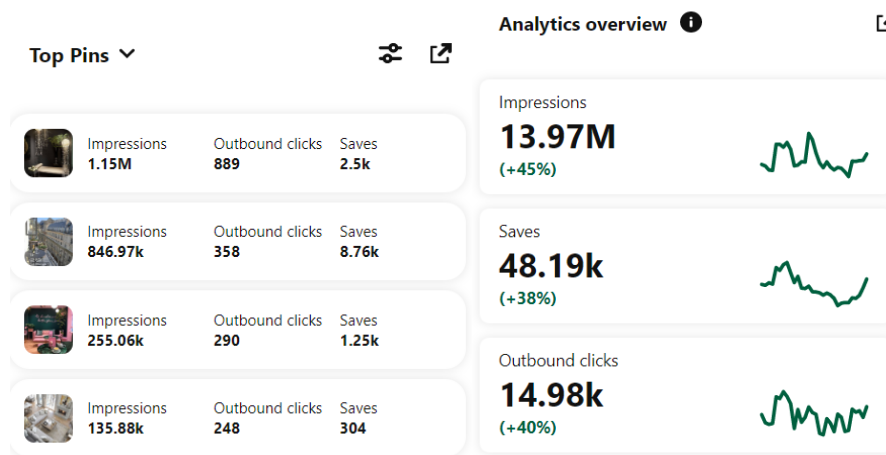 Top Pins
Impressions Outbound clicks Saves
1.15M 889 2.5k
Impressions Outbound clicks Saves
846.97k 358 8.76k
Impressions Outbound clicks Saves
255.06k 290 1.25k
Impressions Outbound clicks Saves
135.88k 248 304
Analytics overview
Impressions
13.97M
(+45%)
Saves
48.19k
(+38%)
Outbound clicks
14.98k
(+40%)